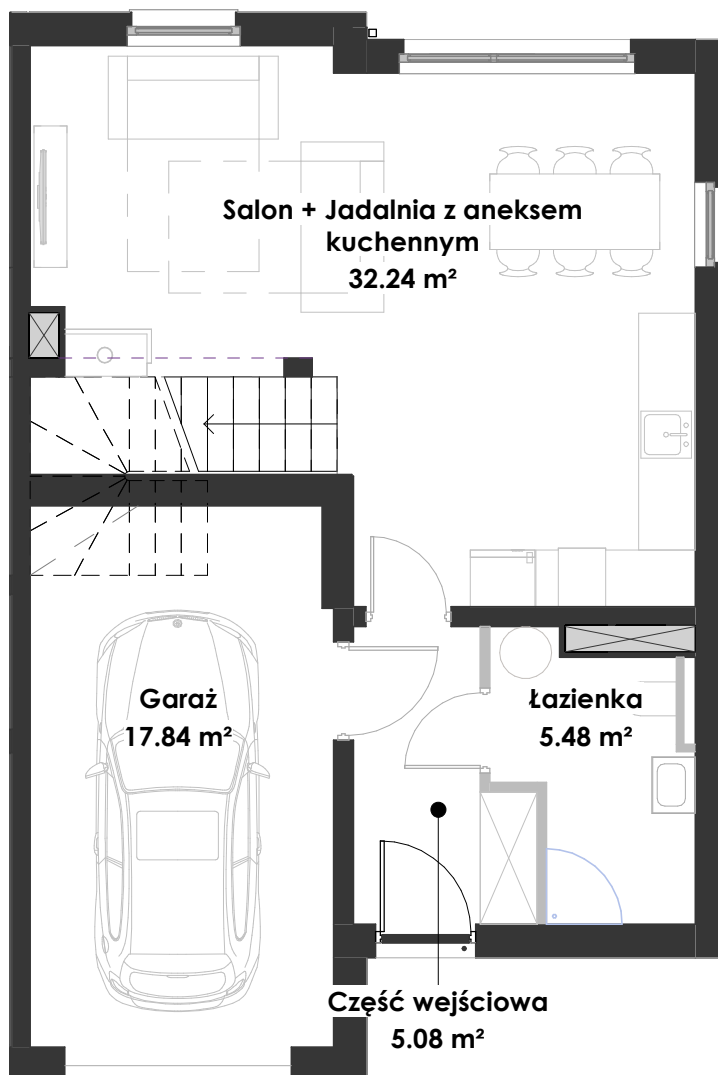 Salon + Jadalnia z aneksem
kuchennym
32.24 m²
Garaż
17.84 m²
Łazienka
5.48 m²
Część wejściowa
5.08 m²